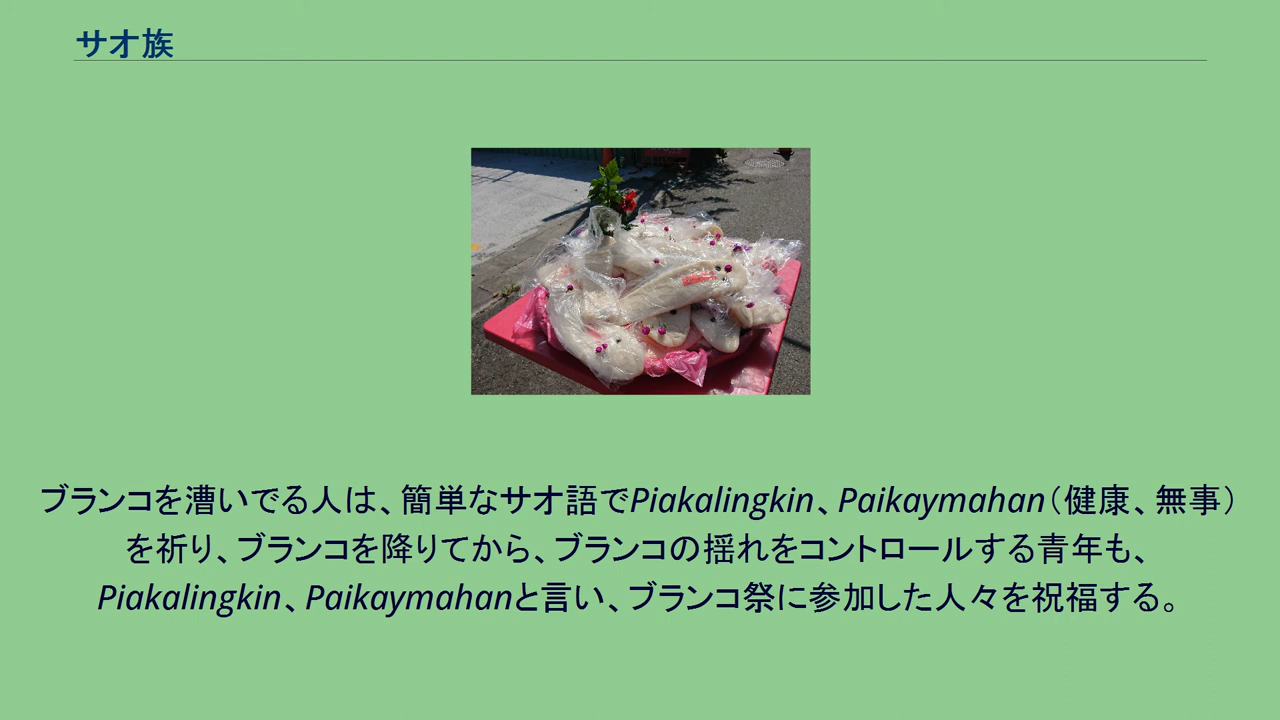 サオ族
ブランコを漕いでる人は、簡単なサオ語でPiakalingkin、Paikaymahan（健康、無事）
を祈り、ブランコを降りてから、ブランコの揺れをコントロールする青年も、
Piakalingkin、Paikaymahanと言い、ブランコ祭に参加した人々を祝福する。